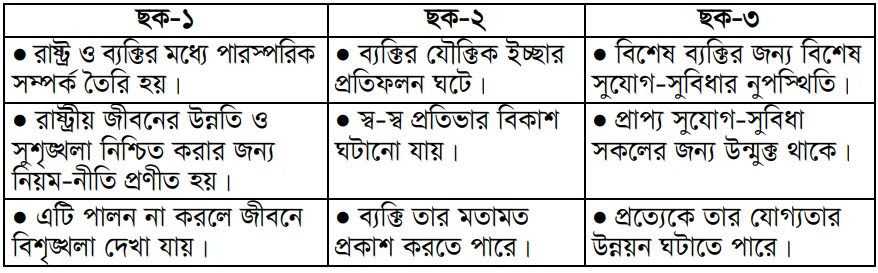 ছক-১ ছক-২ ছক-৩
● রাষ্ট্র ও ব্যক্তির মধ্যে পারস্পরিক
সম্পর্ক তৈরি হয়।
● ব্যক্তির যৌক্তিক ইচ্ছার
প্রতিফলন ঘটে।
● বিশেষ ব্যক্তির জন্য বিশেষ
সুযোগ-সুবিধার নুপস্থিতি।
● রাষ্ট্রীয় জীবনের উন্নতি ও
সুশৃঙ্খলা নিশ্চিত করার জন্য
নিয়ম-নীতি প্রণীত হয়।
● স্ব-স্ব প্রতিভার বিকাশ
ঘটানো যায়।
● প্রাপ্য সুযোগ-সুবিধা
সকলের জন্য উন্মুক্ত থাকে।
● এটি পালন না করলে জীবনে
বিশৃঙ্খলা দেখা যায়।
● ব্যক্তি তার মতামত
প্রকাশ করতে পারে।
● প্রত্যেকে তার যোগ্যতার
উন্নয়ন ঘটাতে পারে।